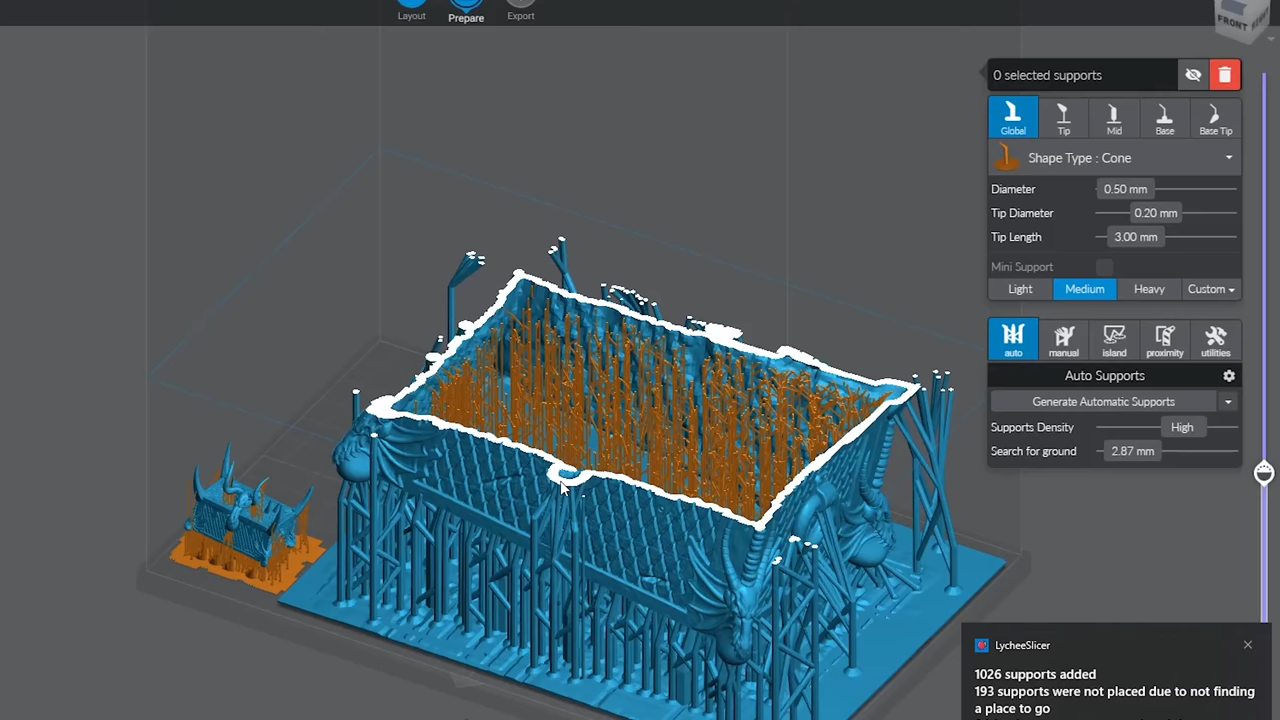 Layout Prepare Export
FRONT
0 selected supports
Global Tip Mid Base Base Tip
Shape Type : Cone
Diameter 0.50 mm
Tip Diameter 0.20 mm
Tip Length 3.00 mm
Mini Support
Light Medium Heavy Custom
auto manual island proximity utilities
Auto Supports
Generate Automatic Supports
Supports Density High
Search for ground 2.87 mm
LycheeSlicer
1026 supports added
193 supports were not placed due to not finding
a place to go